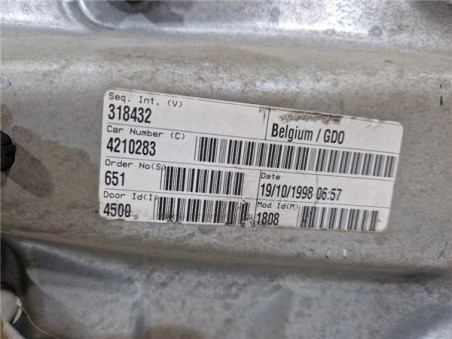 Seq. Int. (V)
318432
Belgium / GDO
Car Number (C)
4210283
Order No(S)
651
Date
19/10/1998 06:57
Door Id(I)
4500
Mod Id(M)
1808